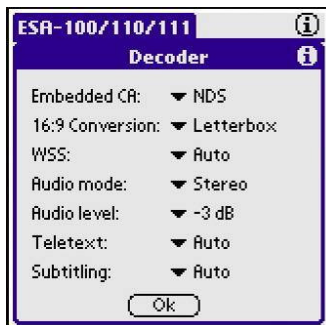 ESA-100/110/111
Decoder
Embedded CA: NDS
16:9 Conversion: Letterbox
WSS: Auto
Audio mode: Stereo
Audio level: -3 dB
Teletext: Auto
Subtitling: Auto
Ok